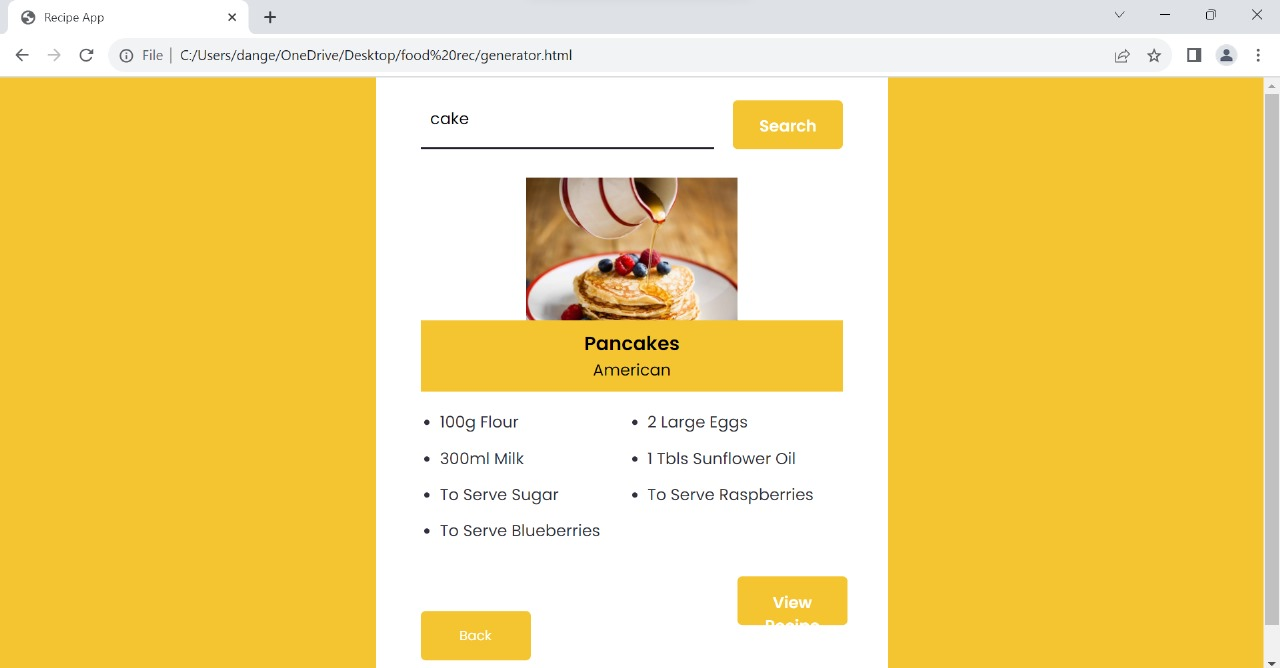 Recipe App
File | C:/Users/dange/OneDrive/Desktop/food%20rec/generator.html
cake
Search
Pancakes
American
• 100g Flour
• 2 Large Eggs
• 300ml Milk
• 1 Tbls Sunflower Oil
• To Serve Sugar
• To Serve Raspberries
• To Serve Blueberries
View
Recipe
Back